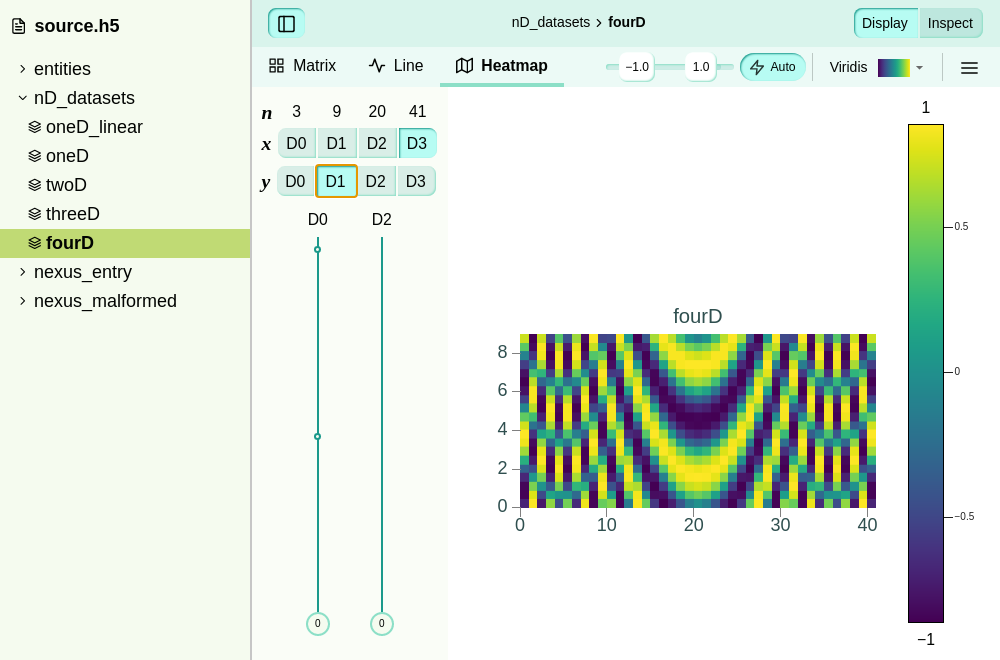 source.h5
entities
nD_datasets
oneD_linear
oneD
twoD
threeD
fourD
nexus_entry
nexus_malformed
nD_datasets › fourD
Display Inspect
Matrix Line Heatmap −1.0 1.0 Auto Viridis
n 3 9 20 41
x D0 D1 D2 D3
y D0 D1 D2 D3
D0 D2
0 0
fourD
8
6
4
2
0
0 10 20 30 40
1
0.5
0
−0.5
−1